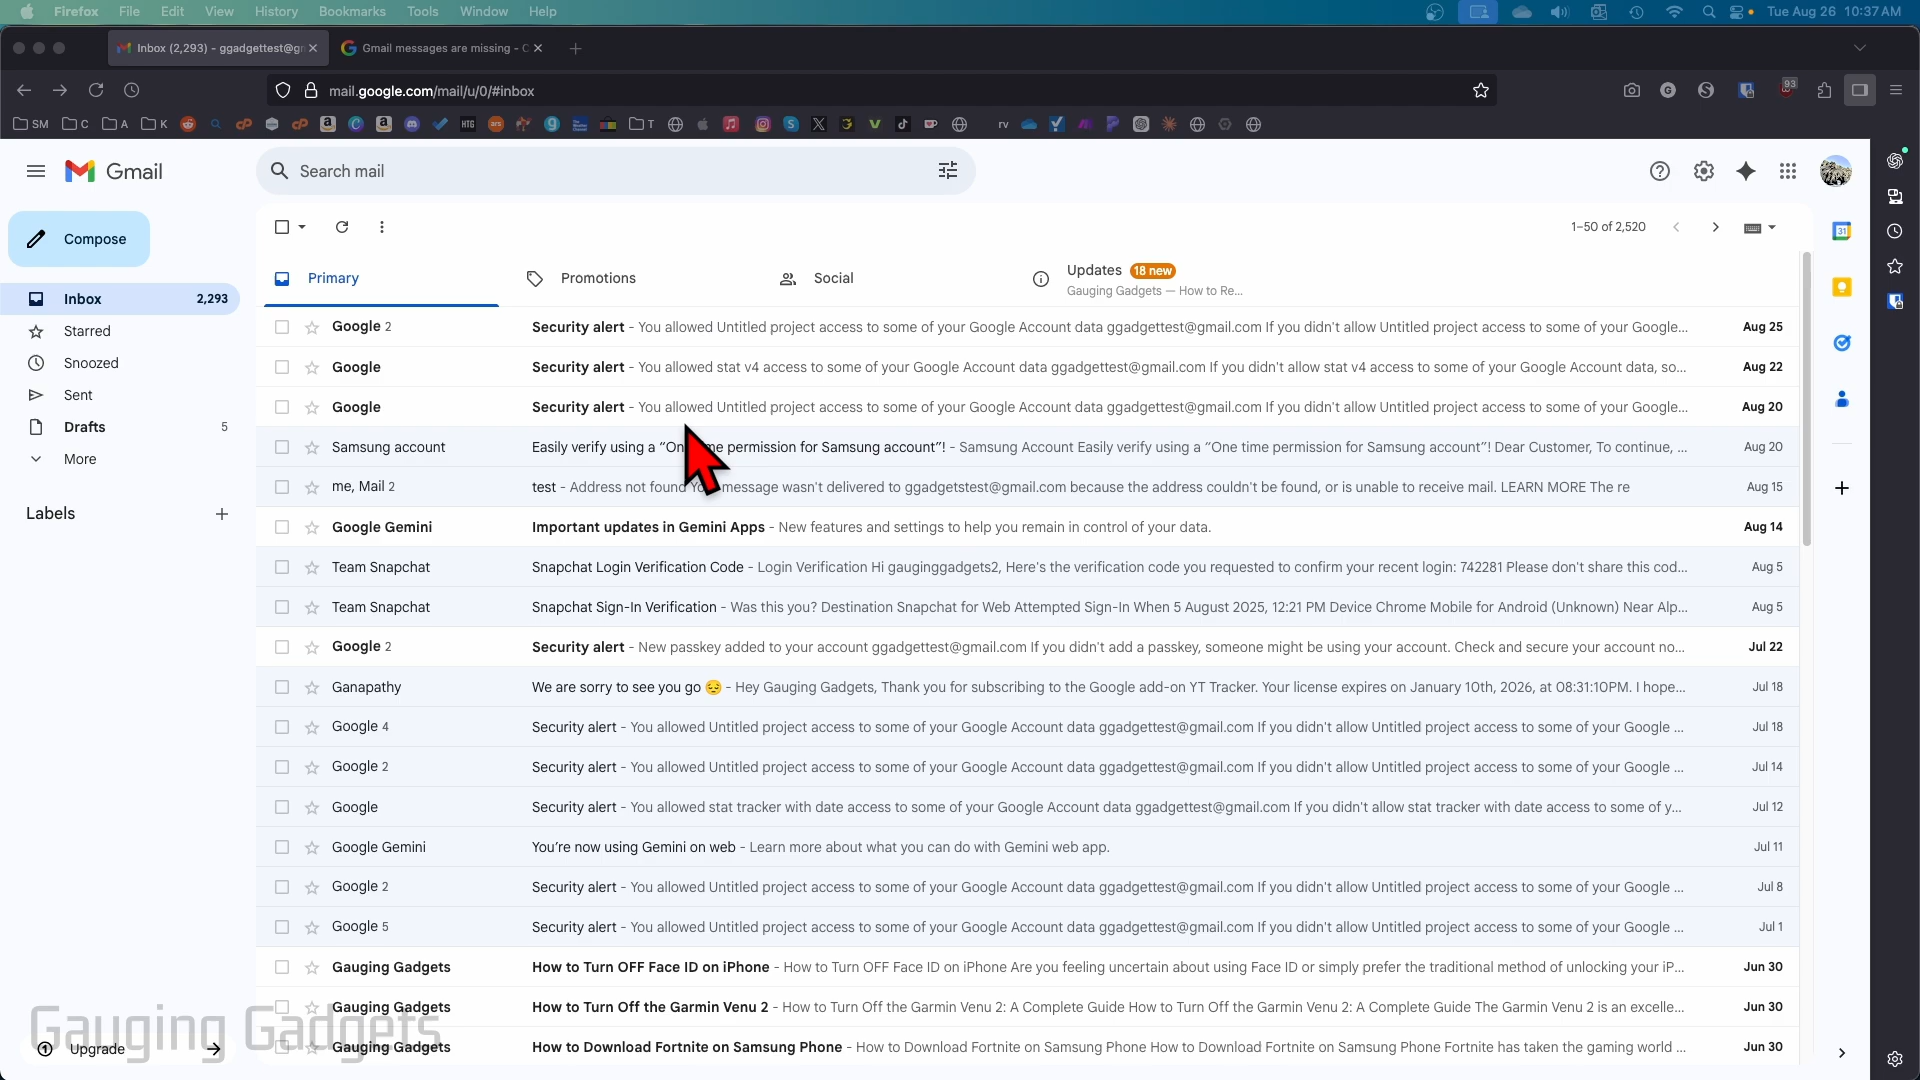 Firefox File Edit View History Bookmarks Tools Window Help Tue Aug 26 10:37 AM
Inbox (2,293) - ggadgettest@gm
Gmail messages are missing - C
mail.google.com/mail/u/0/#inbox
93
SM C A K T rv
Gmail
Search mail
Compose
1–50 of 2,520
Primary
Promotions
Social
Updates 18 new
Gauging Gadgets — How to Re...
Inbox 2,293
Starred
Snoozed
Sent
Drafts 5
More
Labels
Google 2 Security alert - You allowed Untitled project access to some of your Google Account data ggadgettest@gmail.com If you didn't allow Untitled project access to some of your Google... Aug 25
Google Security alert - You allowed stat v4 access to some of your Google Account data ggadgettest@gmail.com If you didn't allow stat v4 access to some of your Google Account data, so... Aug 22
Google Security alert - You allowed Untitled project access to some of your Google Account data ggadgettest@gmail.com If you didn't allow Untitled project access to some of your Google... Aug 20
Samsung account Easily verify using a “One time permission for Samsung account”! - Samsung Account Easily verify using a “One time permission for Samsung account”! Dear Customer, To continue, ... Aug 20
me, Mail 2 test - Address not found Your message wasn't delivered to ggadgetstest@gmail.com because the address couldn't be found, or is unable to receive mail. LEARN MORE The re Aug 15
Google Gemini Important updates in Gemini Apps - New features and settings to help you remain in control of your data. Aug 14
Team Snapchat Snapchat Login Verification Code - Login Verification Hi gauginggadgets2, Here's the verification code you requested to confirm your recent login: 742281 Please don't share this cod... Aug 5
Team Snapchat Snapchat Sign-In Verification - Was this you? Destination Snapchat for Web Attempted Sign-In When 5 August 2025, 12:21 PM Device Chrome Mobile for Android (Unknown) Near Alp... Aug 5
Google 2 Security alert - New passkey added to your account ggadgettest@gmail.com If you didn't add a passkey, someone might be using your account. Check and secure your account no... Jul 22
Ganapathy We are sorry to see you go 😔 - Hey Gauging Gadgets, Thank you for subscribing to the Google add-on YT Tracker. Your license expires on January 10th, 2026, at 08:31:10PM. I hope... Jul 18
Google 4 Security alert - You allowed Untitled project access to some of your Google Account data ggadgettest@gmail.com If you didn't allow Untitled project access to some of your Google ... Jul 18
Google 2 Security alert - You allowed Untitled project access to some of your Google Account data ggadgettest@gmail.com If you didn't allow Untitled project access to some of your Google ... Jul 14
Google Security alert - You allowed stat tracker with date access to some of your Google Account data ggadgettest@gmail.com If you didn't allow stat tracker with date access to some of y... Jul 12
Google Gemini You’re now using Gemini on web - Learn more about what you can do with Gemini web app. Jul 11
Google 2 Security alert - You allowed Untitled project access to some of your Google Account data ggadgettest@gmail.com If you didn't allow Untitled project access to some of your Google ... Jul 8
Google 5 Security alert - You allowed Untitled project access to some of your Google Account data ggadgettest@gmail.com If you didn't allow Untitled project access to some of your Google ... Jul 1
Gauging Gadgets How to Turn OFF Face ID on iPhone - How to Turn OFF Face ID on iPhone Are you feeling uncertain about using Face ID or simply prefer the traditional method of unlocking your iP... Jun 30
Gauging Gadgets How to Turn Off the Garmin Venu 2 - How to Turn Off the Garmin Venu 2: A Complete Guide How to Turn Off the Garmin Venu 2: A Complete Guide The Garmin Venu 2 is an excelle... Jun 30
Gauging Gadgets How to Download Fortnite on Samsung Phone - How to Download Fortnite on Samsung Phone How to Download Fortnite on Samsung Phone Fortnite has taken the gaming world ... Jun 30
Gauging Gadgets
Upgrade